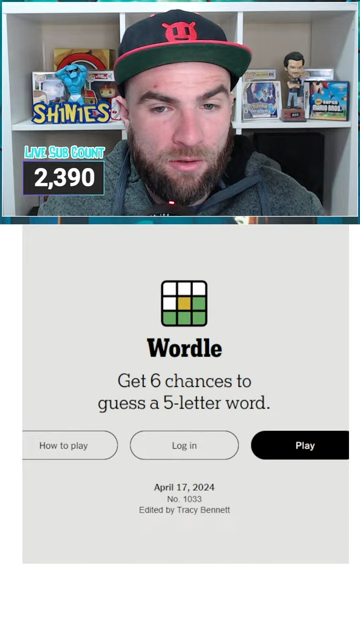 SHINIES
LIVE SUB COUNT
2,390
Wordle
Get 6 chances to
guess a 5-letter word.
How to play
Log in
Play
April 17, 2024
No. 1033
Edited by Tracy Bennett